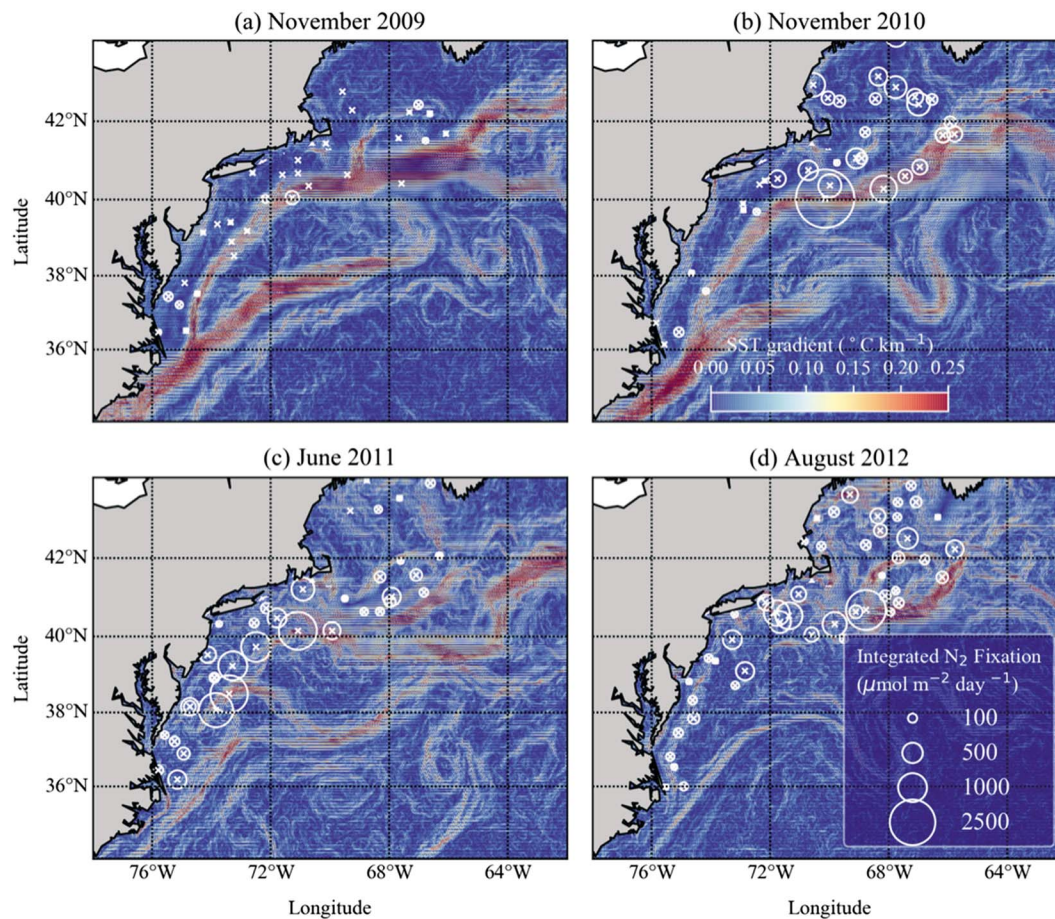 (a) November 2009
(b) November 2010
42°N
40°N
38°N
36°N
Latitude
SST gradient (°C km⁻¹)
0.00 0.05 0.10 0.15 0.20 0.25
(c) June 2011
(d) August 2012
42°N
40°N
38°N
36°N
Latitude
Integrated N₂ Fixation
(μmol m⁻² day ⁻¹)
100
500
1000
2500
76°W 72°W 68°W 64°W
76°W 72°W 68°W 64°W
Longitude
Longitude